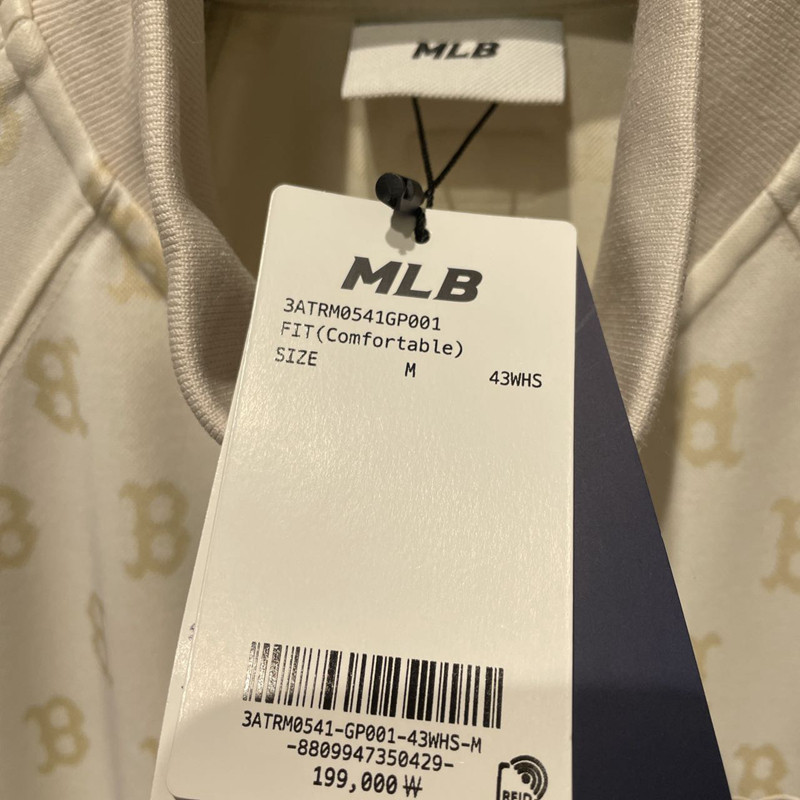 MLB
MLB
3ATRM0541GP001
FIT(Comfortable)
SIZE M 43WHS
3ATRM0541-GP001-43WHS-M
-8809947350429-
199,000₩
RFID
B
B
B
B
B
B
B